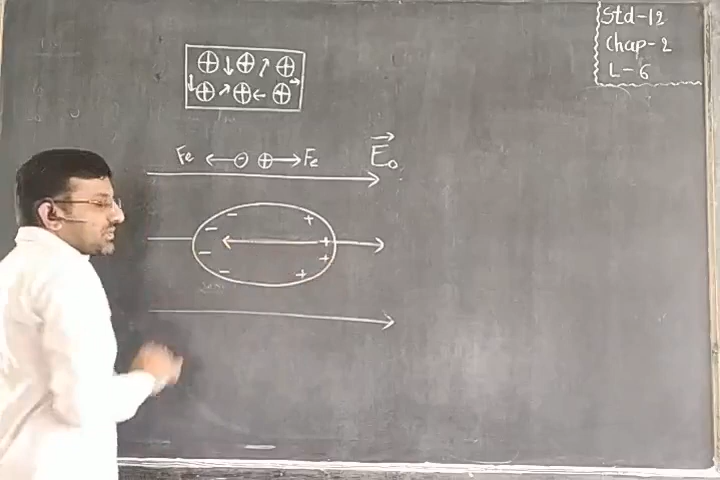 Std-12
Chap-2
L-6
⊕ ↓ ⊕ ↗ ⊕ →
↓ ⊕ ↗ ⊕ ← ⊕
Fe ← ⊖ ⊕ → Fe
E₀
- - + 
- +
- +
- +